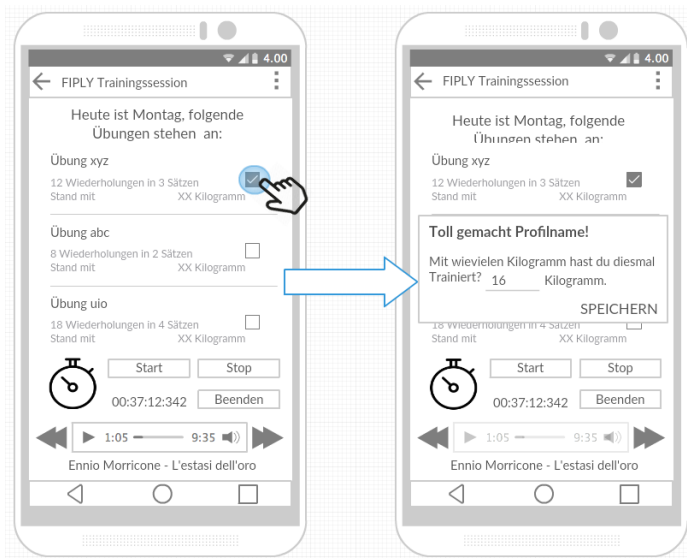 4.00
FIPLY Trainingssession
Heute ist Montag, folgende
Übungen stehen an:
Übung xyz
12 Wiederholungen in 3 Sätzen
Stand mit XX Kilogramm
Übung abc
8 Wiederholungen in 2 Sätzen
Stand mit XX Kilogramm
Übung uio
18 Wiederholungen in 4 Sätzen
Stand mit XX Kilogramm
Start Stop
00:37:12:342 Beenden
1:05 9:35
Ennio Morricone - L'estasi dell'oro
4.00
FIPLY Trainingssession
Heute ist Montag, folgende
Übungen stehen an:
Übung xyz
12 Wiederholungen in 3 Sätzen
Stand mit XX Kilogramm
Toll gemacht Profilname!
Mit wievielen Kilogramm hast du diesmal
Trainiert? 16 Kilogramm.
SPEICHERN
18 Wiederholungen in 4 Sätzen
Stand mit XX Kilogramm
Start Stop
00:37:12:342 Beenden
1:05 9:35
Ennio Morricone - L'estasi dell'oro